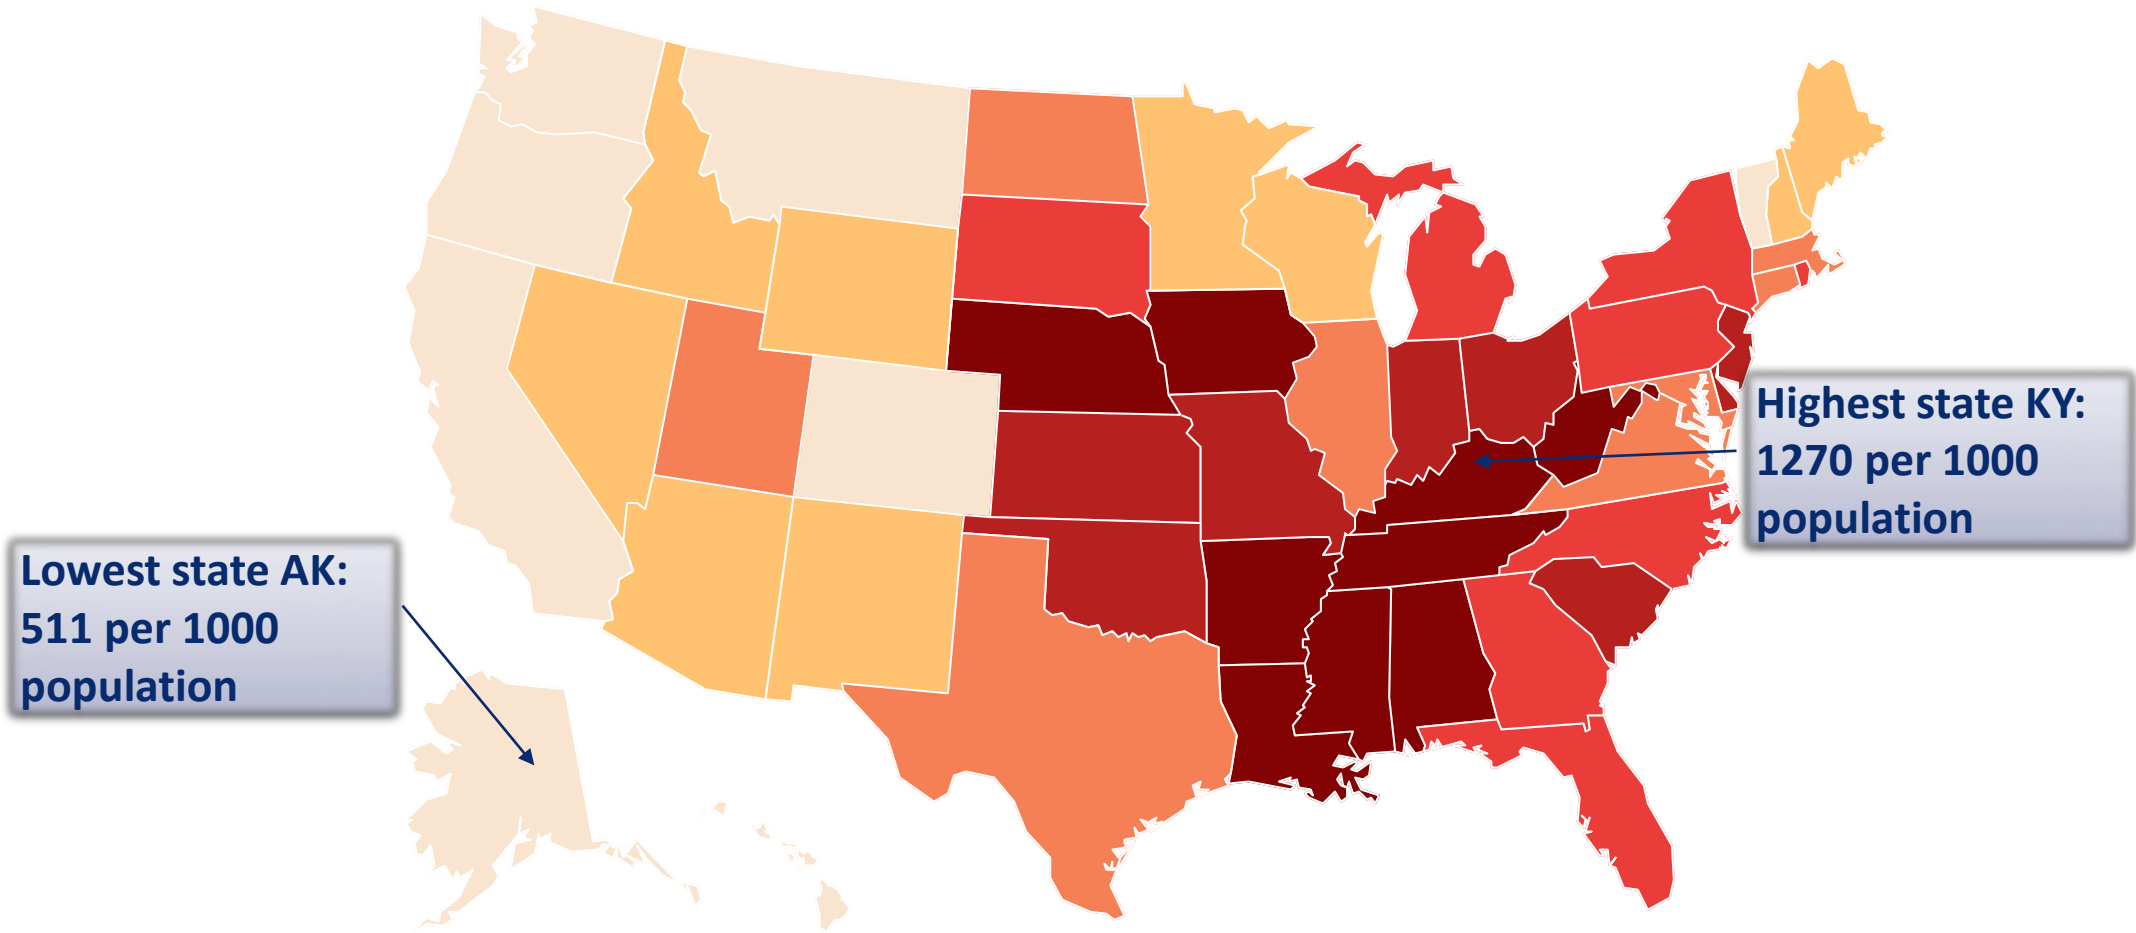 Highest state KY:
1270 per 1000
population
Lowest state AK:
511 per 1000
population